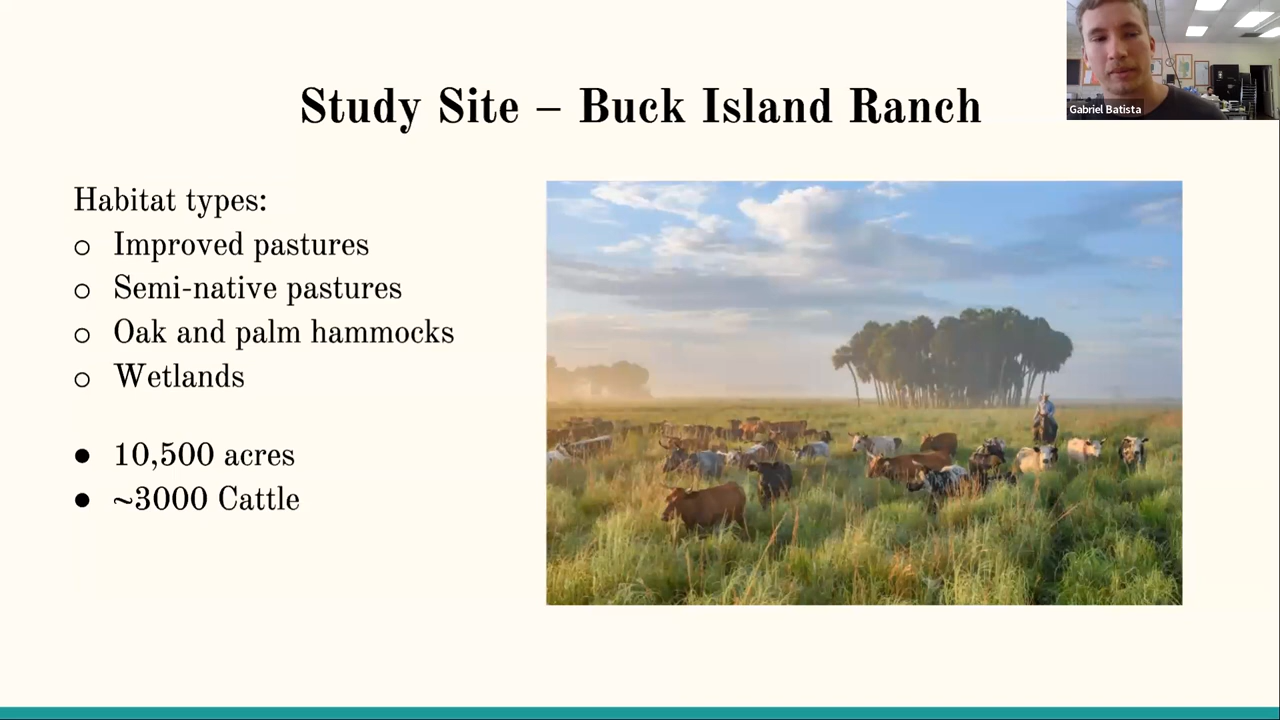 Study Site – Buck Island Ranch
Gabriel Batista
Habitat types:
o Improved pastures
o Semi-native pastures
o Oak and palm hammocks
o Wetlands
● 10,500 acres
● ~3000 Cattle